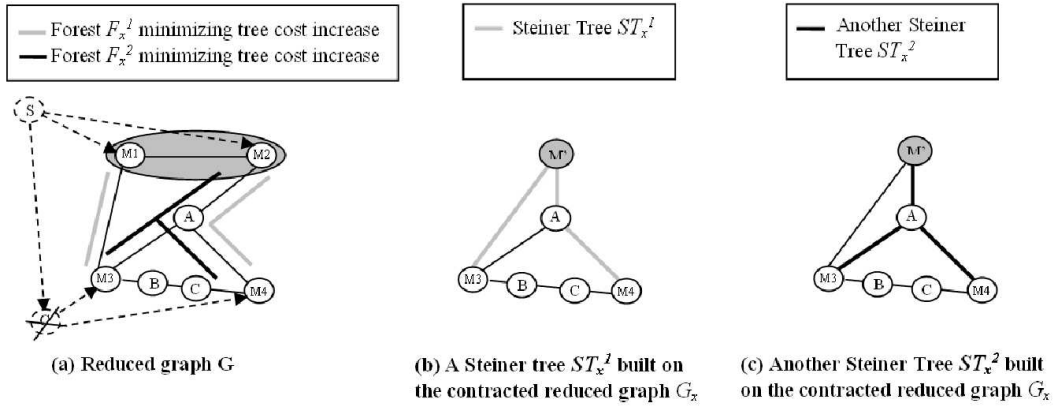 Forest F_x^1 minimizing tree cost increase
Forest F_x^2 minimizing tree cost increase
Steiner Tree ST_x^1
Another Steiner
Tree ST_x^2
S
M1
M2
A
M3
B
C
M4
M'
A
M3
B
C
M4
M'
A
M3
B
C
M4
(a) Reduced graph G
(b) A Steiner tree ST_x^1 built on
the contracted reduced graph G_x
(c) Another Steiner Tree ST_x^2 built
on the contracted reduced graph G_x